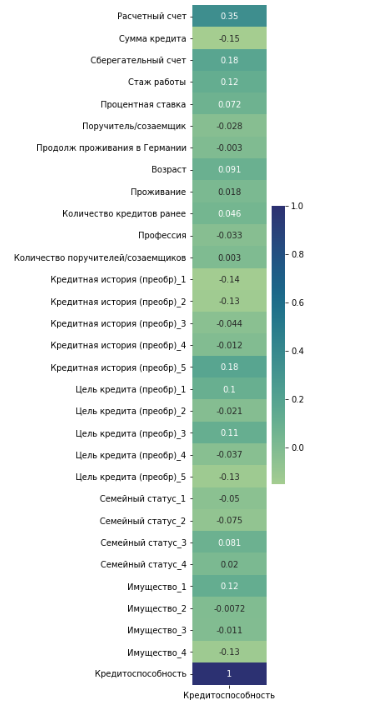 Расчетный счет 0.35
Сумма кредита -0.15
Сберегательный счет 0.18
Стаж работы 0.12
Процентная ставка 0.072
Поручитель/созаемщик -0.028
Продолж проживания в Германии -0.003
Возраст 0.091
Проживание 0.018
Количество кредитов ранее 0.046
Профессия -0.033
Количество поручителей/созаемщиков 0.003
Кредитная история (преобр)_1 -0.14
Кредитная история (преобр)_2 -0.13
Кредитная история (преобр)_3 -0.044
Кредитная история (преобр)_4 -0.012
Кредитная история (преобр)_5 0.18
Цель кредита (преобр)_1 0.1
Цель кредита (преобр)_2 -0.021
Цель кредита (преобр)_3 0.11
Цель кредита (преобр)_4 -0.037
Цель кредита (преобр)_5 -0.13
Семейный статус_1 -0.05
Семейный статус_2 -0.075
Семейный статус_3 0.081
Семейный статус_4 0.02
Имущество_1 0.12
Имущество_2 -0.0072
Имущество_3 -0.011
Имущество_4 -0.13
Кредитоспособность 1
Кредитоспособность
1.0
0.8
0.6
0.4
0.2
0.0